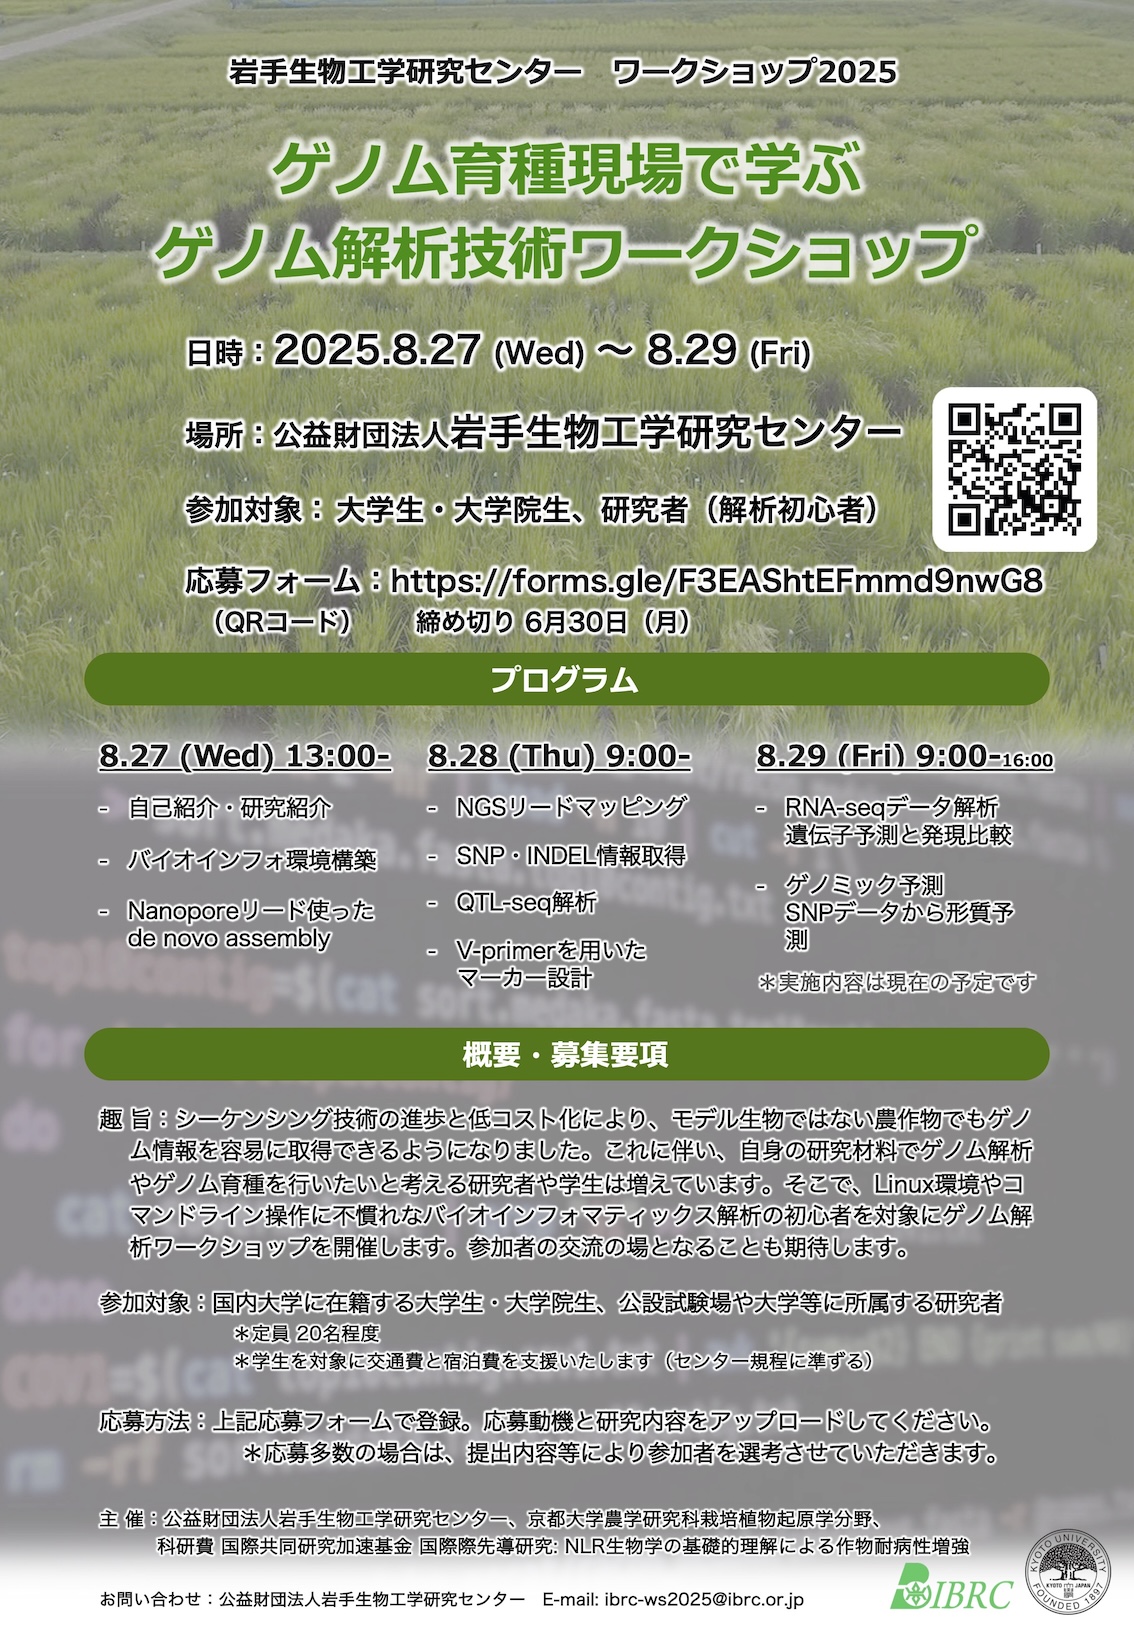 岩手生物工学研究センター　ワークショップ2025
ゲノム育種現場で学ぶ
ゲノム解析技術ワークショップ
日時：2025.8.27 (Wed) 〜 8.29 (Fri)
場所：公益財団法人岩手生物工学研究センター
参加対象： 大学生・大学院生、研究者（解析初心者）
応募フォーム：https://forms.gle/F3EAShtEFmmd9nwG8
（QRコード）　　締め切り 6月30日（月）
プログラム
8.27 (Wed) 13:00-
- 自己紹介・研究紹介
- バイオインフォ環境構築
- Nanoporeリード使った
de novo assembly
8.28 (Thu) 9:00-
- NGSリードマッピング
- SNP・INDEL情報取得
- QTL-seq解析
- V-primerを用いた
マーカー設計
8.29 (Fri) 9:00-16:00
- RNA-seqデータ解析
遺伝子予測と発現比較
- ゲノミック予測
SNPデータから形質予
測
＊実施内容は現在の予定です
概要・募集要項
趣 旨：シーケンシング技術の進歩と低コスト化により、モデル生物ではない農作物でもゲノ
ム情報を容易に取得できるようになりました。これに伴い、自身の研究材料でゲノム解析
やゲノム育種を行いたいと考える研究者や学生は増えています。そこで、Linux環境やコ
マンドライン操作に不慣れなバイオインフォマティックス解析の初心者を対象にゲノム解
析ワークショップを開催します。参加者の交流の場となることも期待します。
参加対象：国内大学に在籍する大学生・大学院生、公設試験場や大学等に所属する研究者
＊定員 20名程度
＊学生を対象に交通費と宿泊費を支援いたします（センター規程に準ずる）
応募方法：上記応募フォームで登録。応募動機と研究内容をアップロードしてください。
＊応募多数の場合は、提出内容等により参加者を選考させていただきます。
主 催：公益財団法人岩手生物工学研究センター、京都大学農学研究科栽培植物起原学分野、
科研費 国際共同研究加速基金 国際際先導研究: NLR生物学の基礎的理解による作物耐病性増強
お問い合わせ：公益財団法人岩手生物工学研究センター　E-mail: ibrc-ws2025@ibrc.or.jp
IBRC
KYOTO UNIVERSITY
KYOTO JAPAN
FOUNDED 1897